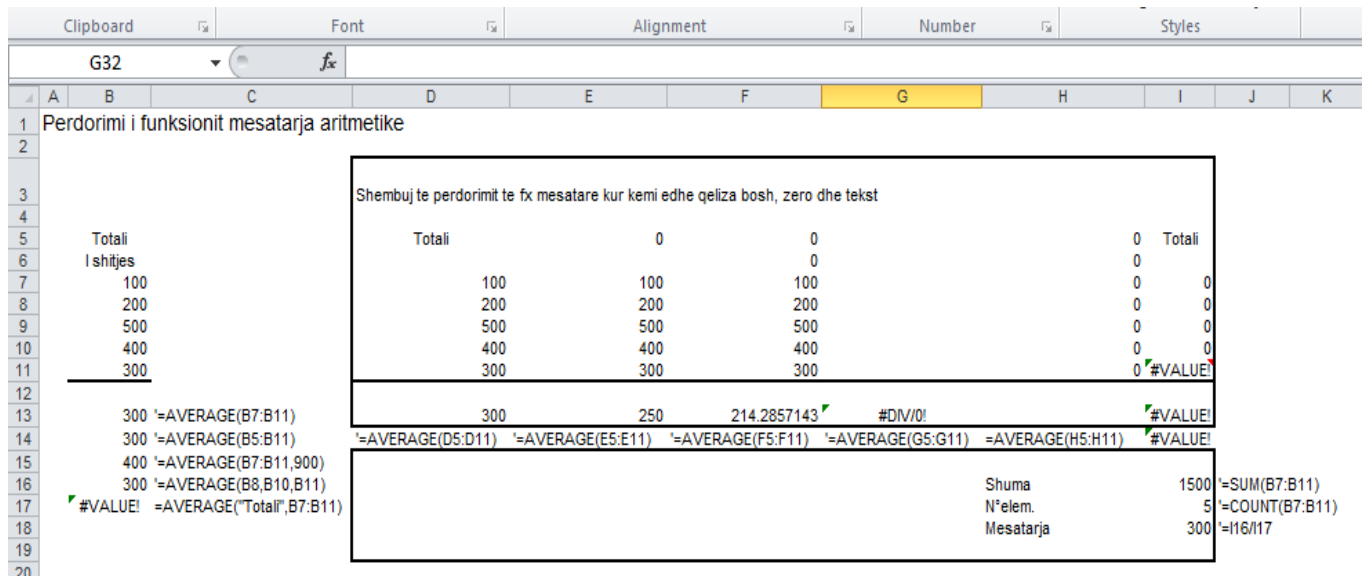 Clipboard Font Alignment Number Styles
G32 fx
A B C D E F G H I J K
1 Perdorimi i funksionit mesatarja aritmetike
2
3 Shembuj te perdorimit te fx mesatare kur kemi edhe qeliza bosh, zero dhe tekst
4
5 Totali Totali 0 0 0 Totali
6 I shitjes 0 0
7 100 100 100 100 0 0
8 200 200 200 200 0 0
9 500 500 500 500 0 0
10 400 400 400 400 0 0
11 300 300 300 300 0 #VALUE!
12
13 300 '=AVERAGE(B7:B11) 300 250 214.2857143 #DIV/0! #VALUE!
14 300 '=AVERAGE(B5:B11) '=AVERAGE(D5:D11) '=AVERAGE(E5:E11) '=AVERAGE(F5:F11) '=AVERAGE(G5:G11) =AVERAGE(H5:H11) #VALUE!
15 400 '=AVERAGE(B7:B11,900)
16 300 '=AVERAGE(B8,B10,B11) Shuma 1500 '=SUM(B7:B11)
17 #VALUE! =AVERAGE("Totali",B7:B11) N°elem. 5 '=COUNT(B7:B11)
18 Mesatarja 300 '=I16/I17
19
20